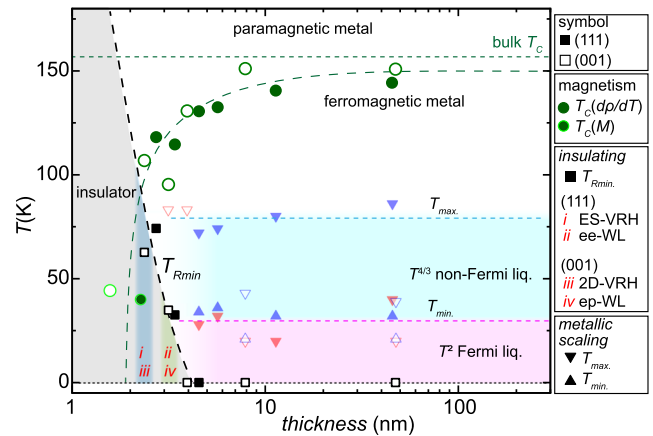 paramagnetic metal
bulk T_C
ferromagnetic metal
insulator
T_Rmin
T_max.
T^4/3 non-Fermi liq.
T_min.
T² Fermi liq.
i
iii
ii
iv
T(K)
150
100
50
0
1
10
100
thickness (nm)
symbol
(111)
(001)
magnetism
T_C(dρ/dT)
T_C(M)
insulating
T_Rmin.
(111)
i ES-VRH
ii ee-WL
(001)
iii 2D-VRH
iv ep-WL
metallic
scaling
T_max.
T_min.